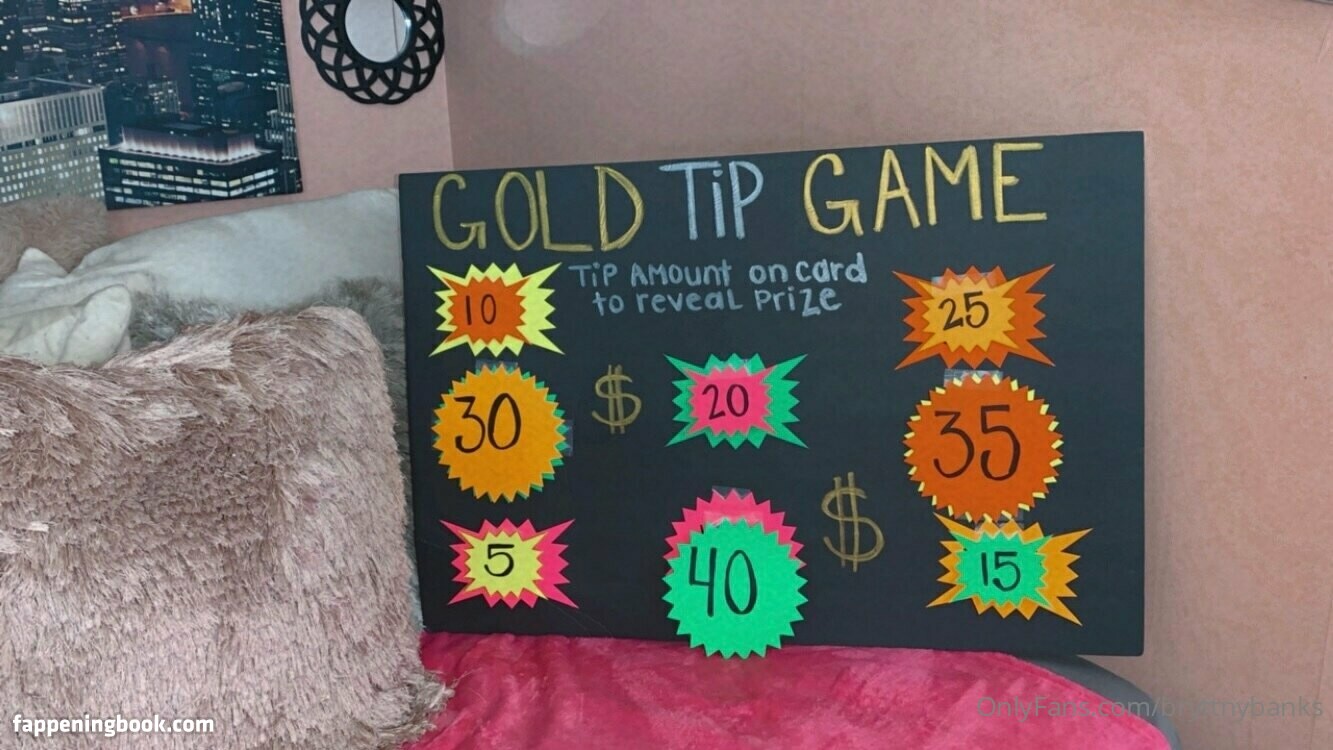 GOLD TiP GAME
TiP AMOUNT on card
to reveal Prize
10
25
30
$
20
35
$
5
40
15
fappeningbook.com